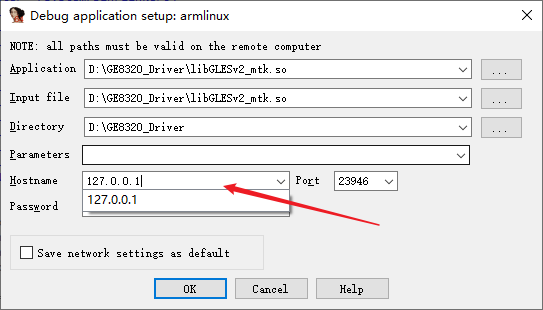 Debug application setup: armlinux
NOTE: all paths must be valid on the remote computer
Application D:\GE8320_Driver\libGLESv2_mtk.so ...
Input file D:\GE8320_Driver\libGLESv2_mtk.so ...
Directory D:\GE8320_Driver ...
Parameters
Hostname 127.0.0.1 Port 23946
127.0.0.1
Password
Save network settings as default
OK Cancel Help